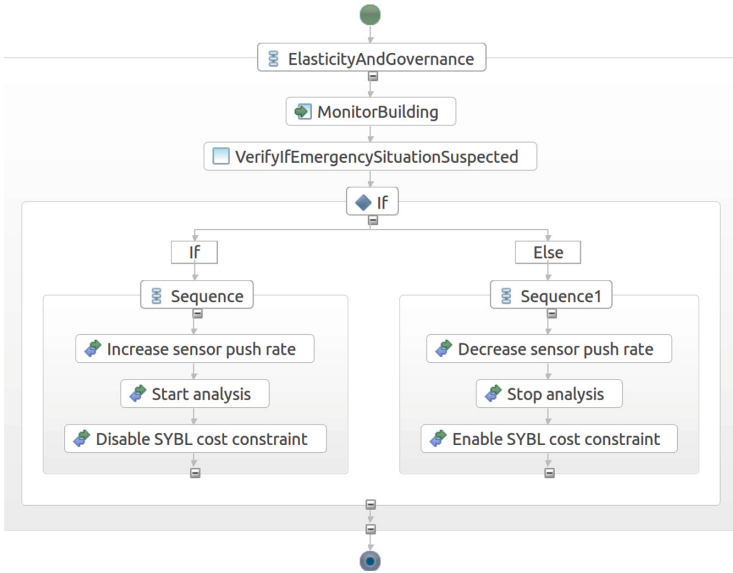 ElasticityAndGovernance
MonitorBuilding
VerifyIfEmergencySituationSuspected
If
If
Else
Sequence
Sequence1
Increase sensor push rate
Decrease sensor push rate
Start analysis
Stop analysis
Disable SYBL cost constraint
Enable SYBL cost constraint